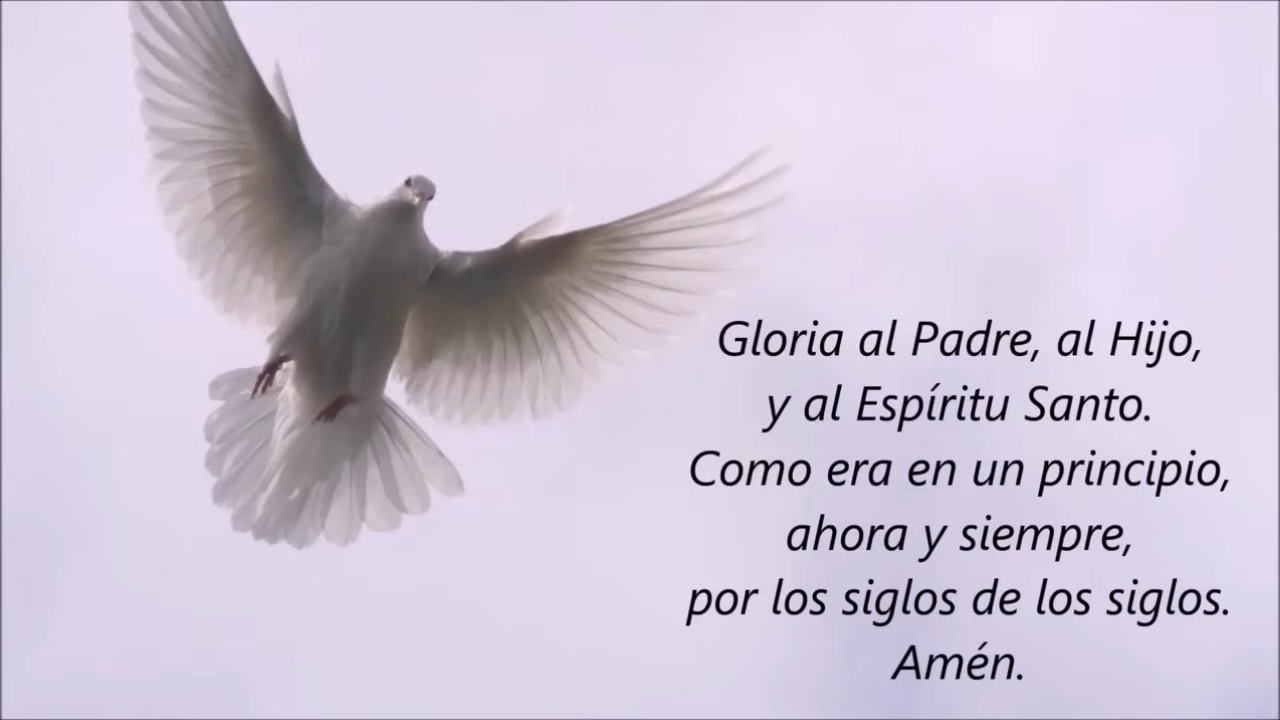 Gloria al Padre, al Hijo,
y al Espíritu Santo.
Como era en un principio,
ahora y siempre,
por los siglos de los siglos.
Amén.